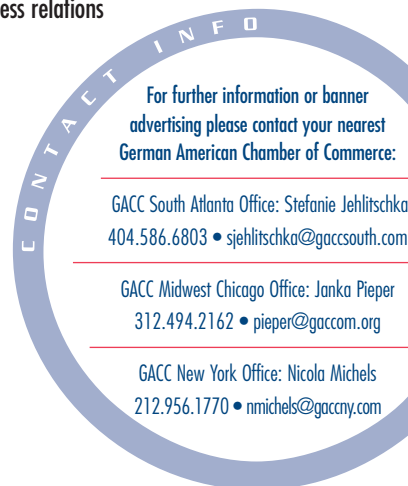 ess relations
CONTACT INFO
For further information or banner
advertising please contact your nearest
German American Chamber of Commerce:
GACC South Atlanta Office: Stefanie Jehlitschka
404.586.6803 • sjehlitschka@gaccsouth.com
GACC Midwest Chicago Office: Janka Pieper
312.494.2162 • pieper@gaccom.org
GACC New York Office: Nicola Michels
212.956.1770 • nmichels@gaccny.com